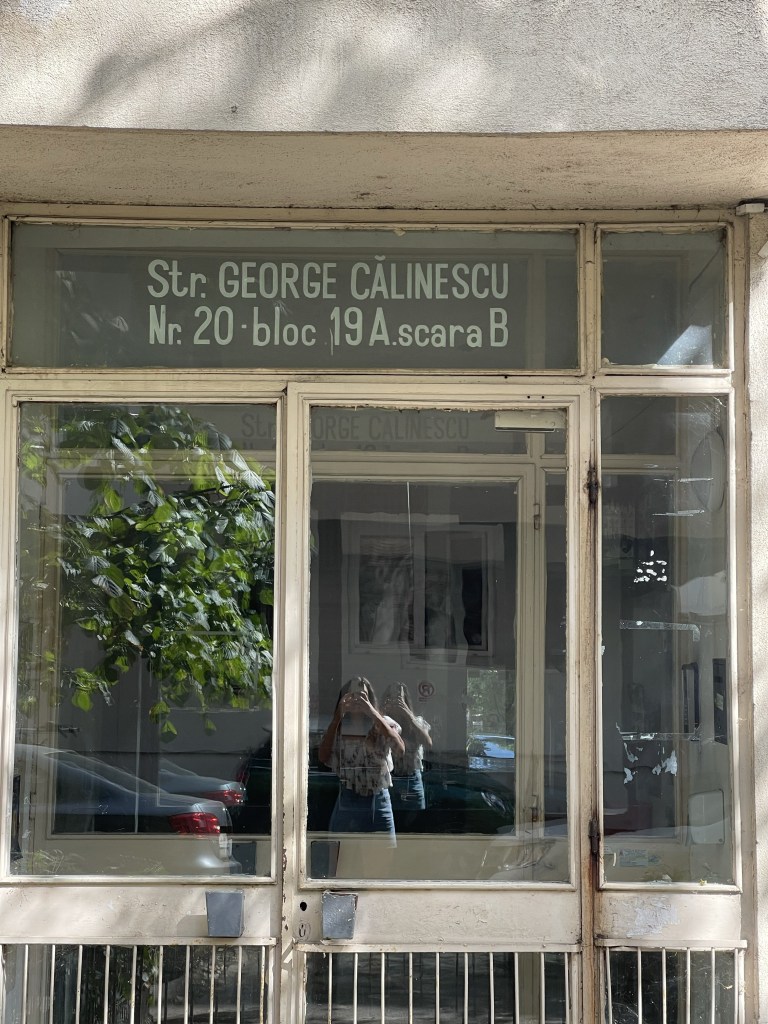 Str. GEORGE CĂLINESCU
Nr. 20 - bloc 19 A. scara B